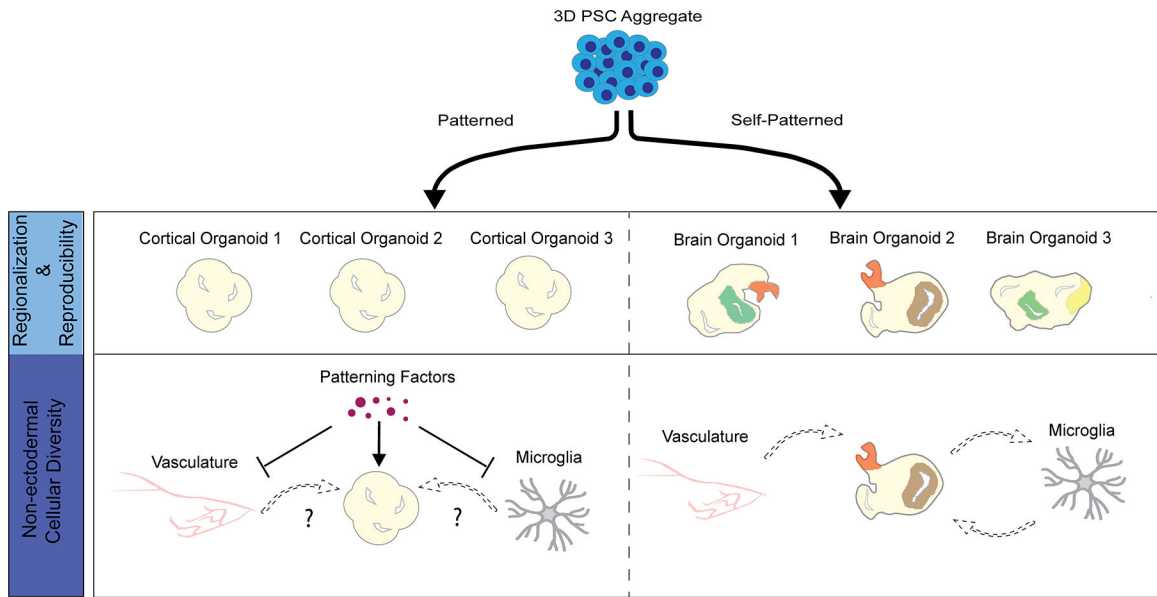 3D PSC Aggregate
Patterned
Self-Patterned
Regionalization
&
Reproducibility
Cortical Organoid 1
Cortical Organoid 2
Cortical Organoid 3
Brain Organoid 1
Brain Organoid 2
Brain Organoid 3
Non-ectodermal
Cellular Diversity
Patterning Factors
Vasculature
Microglia
?
?
Vasculature
Microglia